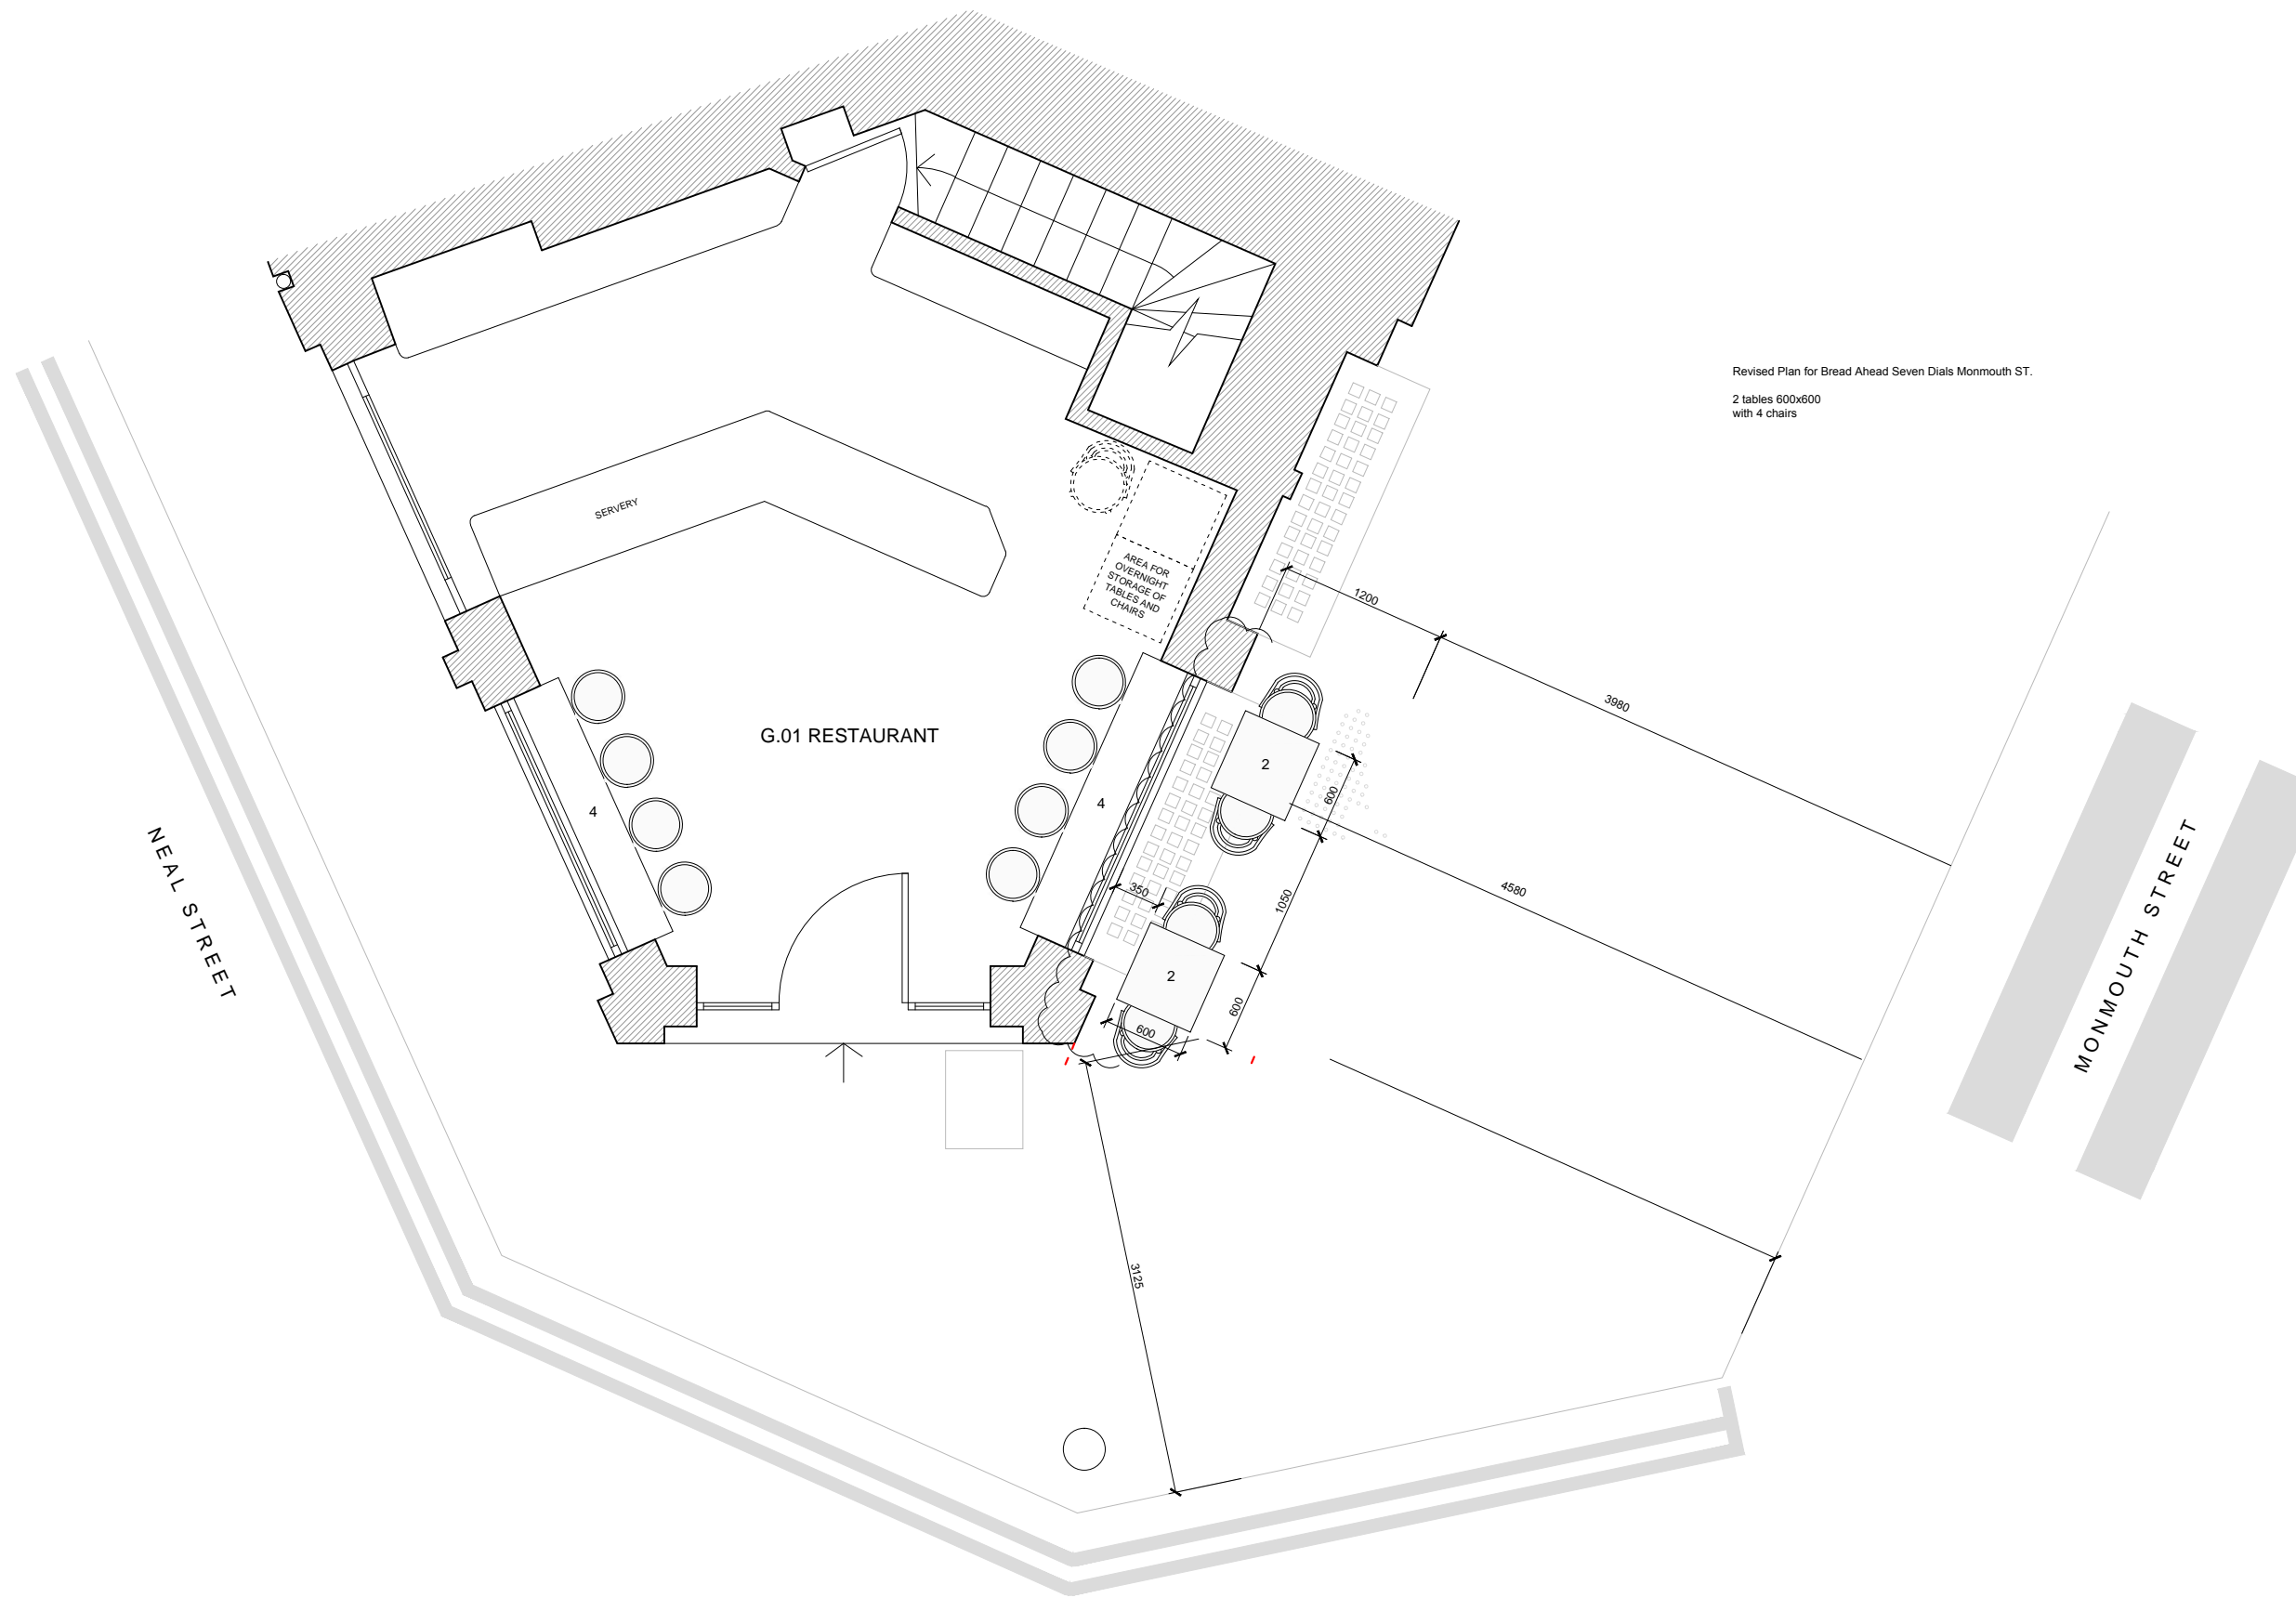 Revised Plan for Bread Ahead Seven Dials Monmouth ST.
2 tables 600x600
with 4 chairs
SERVERY
AREA FOR
OVERNIGHT
STORAGE OF
TABLES AND
CHAIRS
1200
3980
G.01 RESTAURANT
2
600
4
4
NEAL STREET
MONMOUTH STREET
350
1050
4580
2
600
600
3125